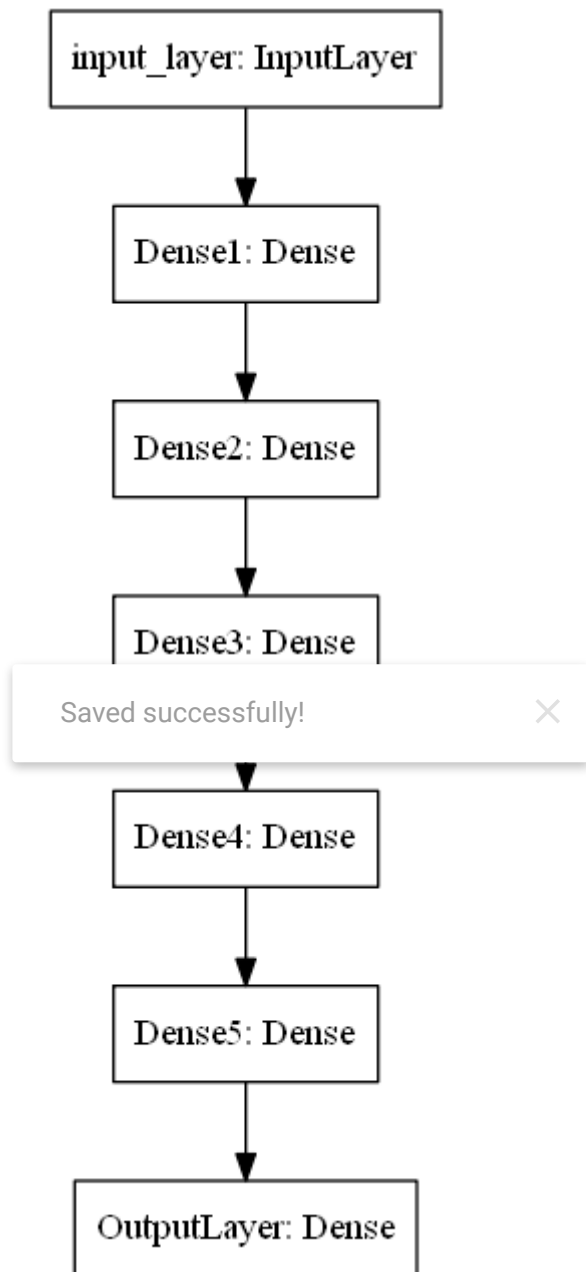 input_layer: InputLayer
Dense1: Dense
Dense2: Dense
Dense3: Dense
Saved successfully!
Dense4: Dense
Dense5: Dense
OutputLayer: Dense